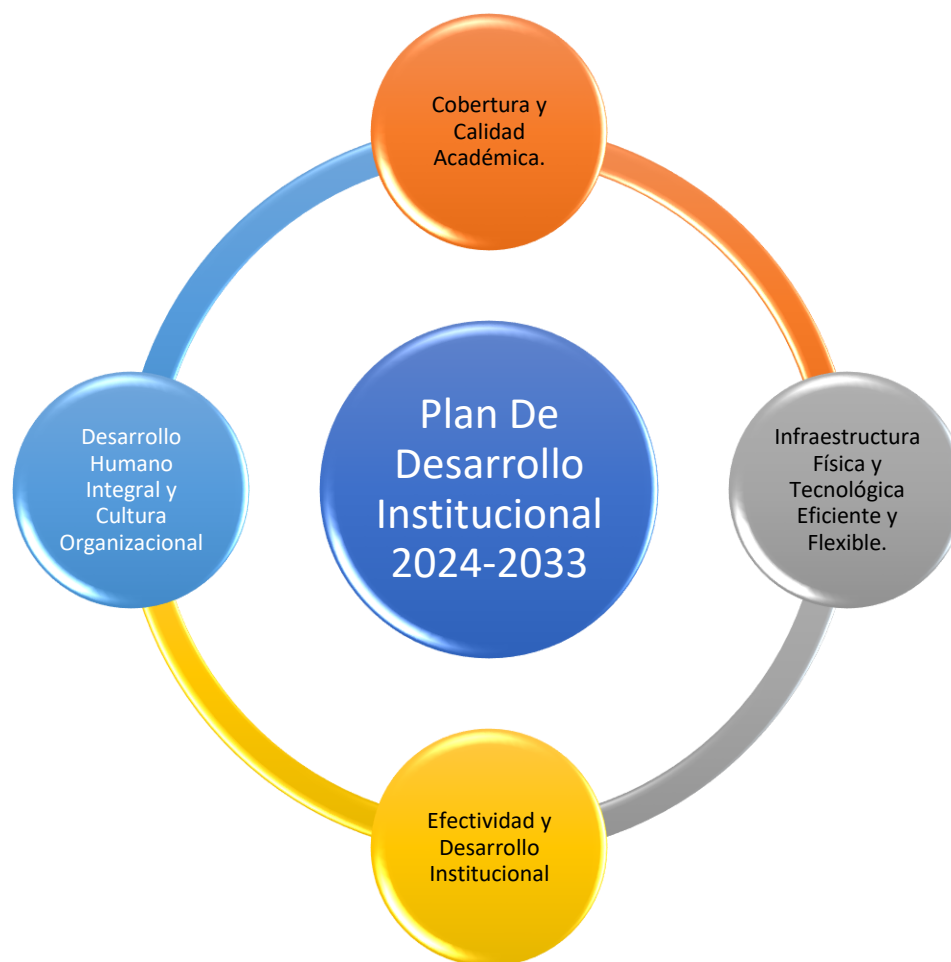 Cobertura y
Calidad
Académica.
Desarrollo
Humano
Integral y
Cultura
Organizacional
Plan De
Desarrollo
Institucional
2024-2033
Infraestructura
Física y
Tecnológica
Eficiente y
Flexible.
Efectividad y
Desarrollo
Institucional